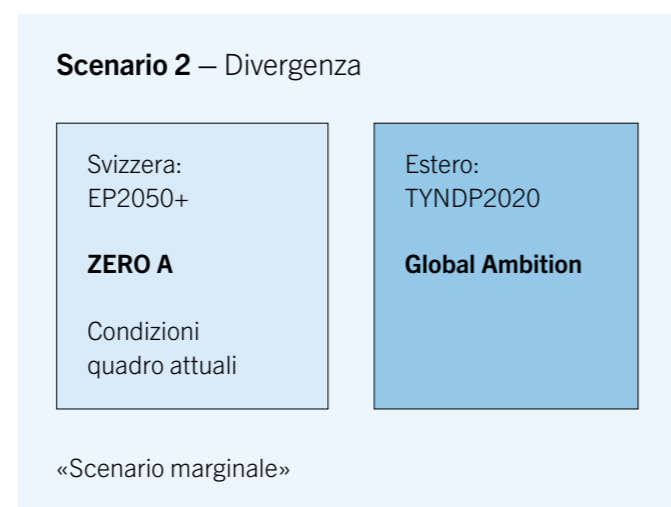 Scenario 2 – Divergenza
Svizzera:
EP2050+
ZERO A
Condizioni
quadro attuali
Estero:
TYNDP2020
Global Ambition
«Scenario marginale»